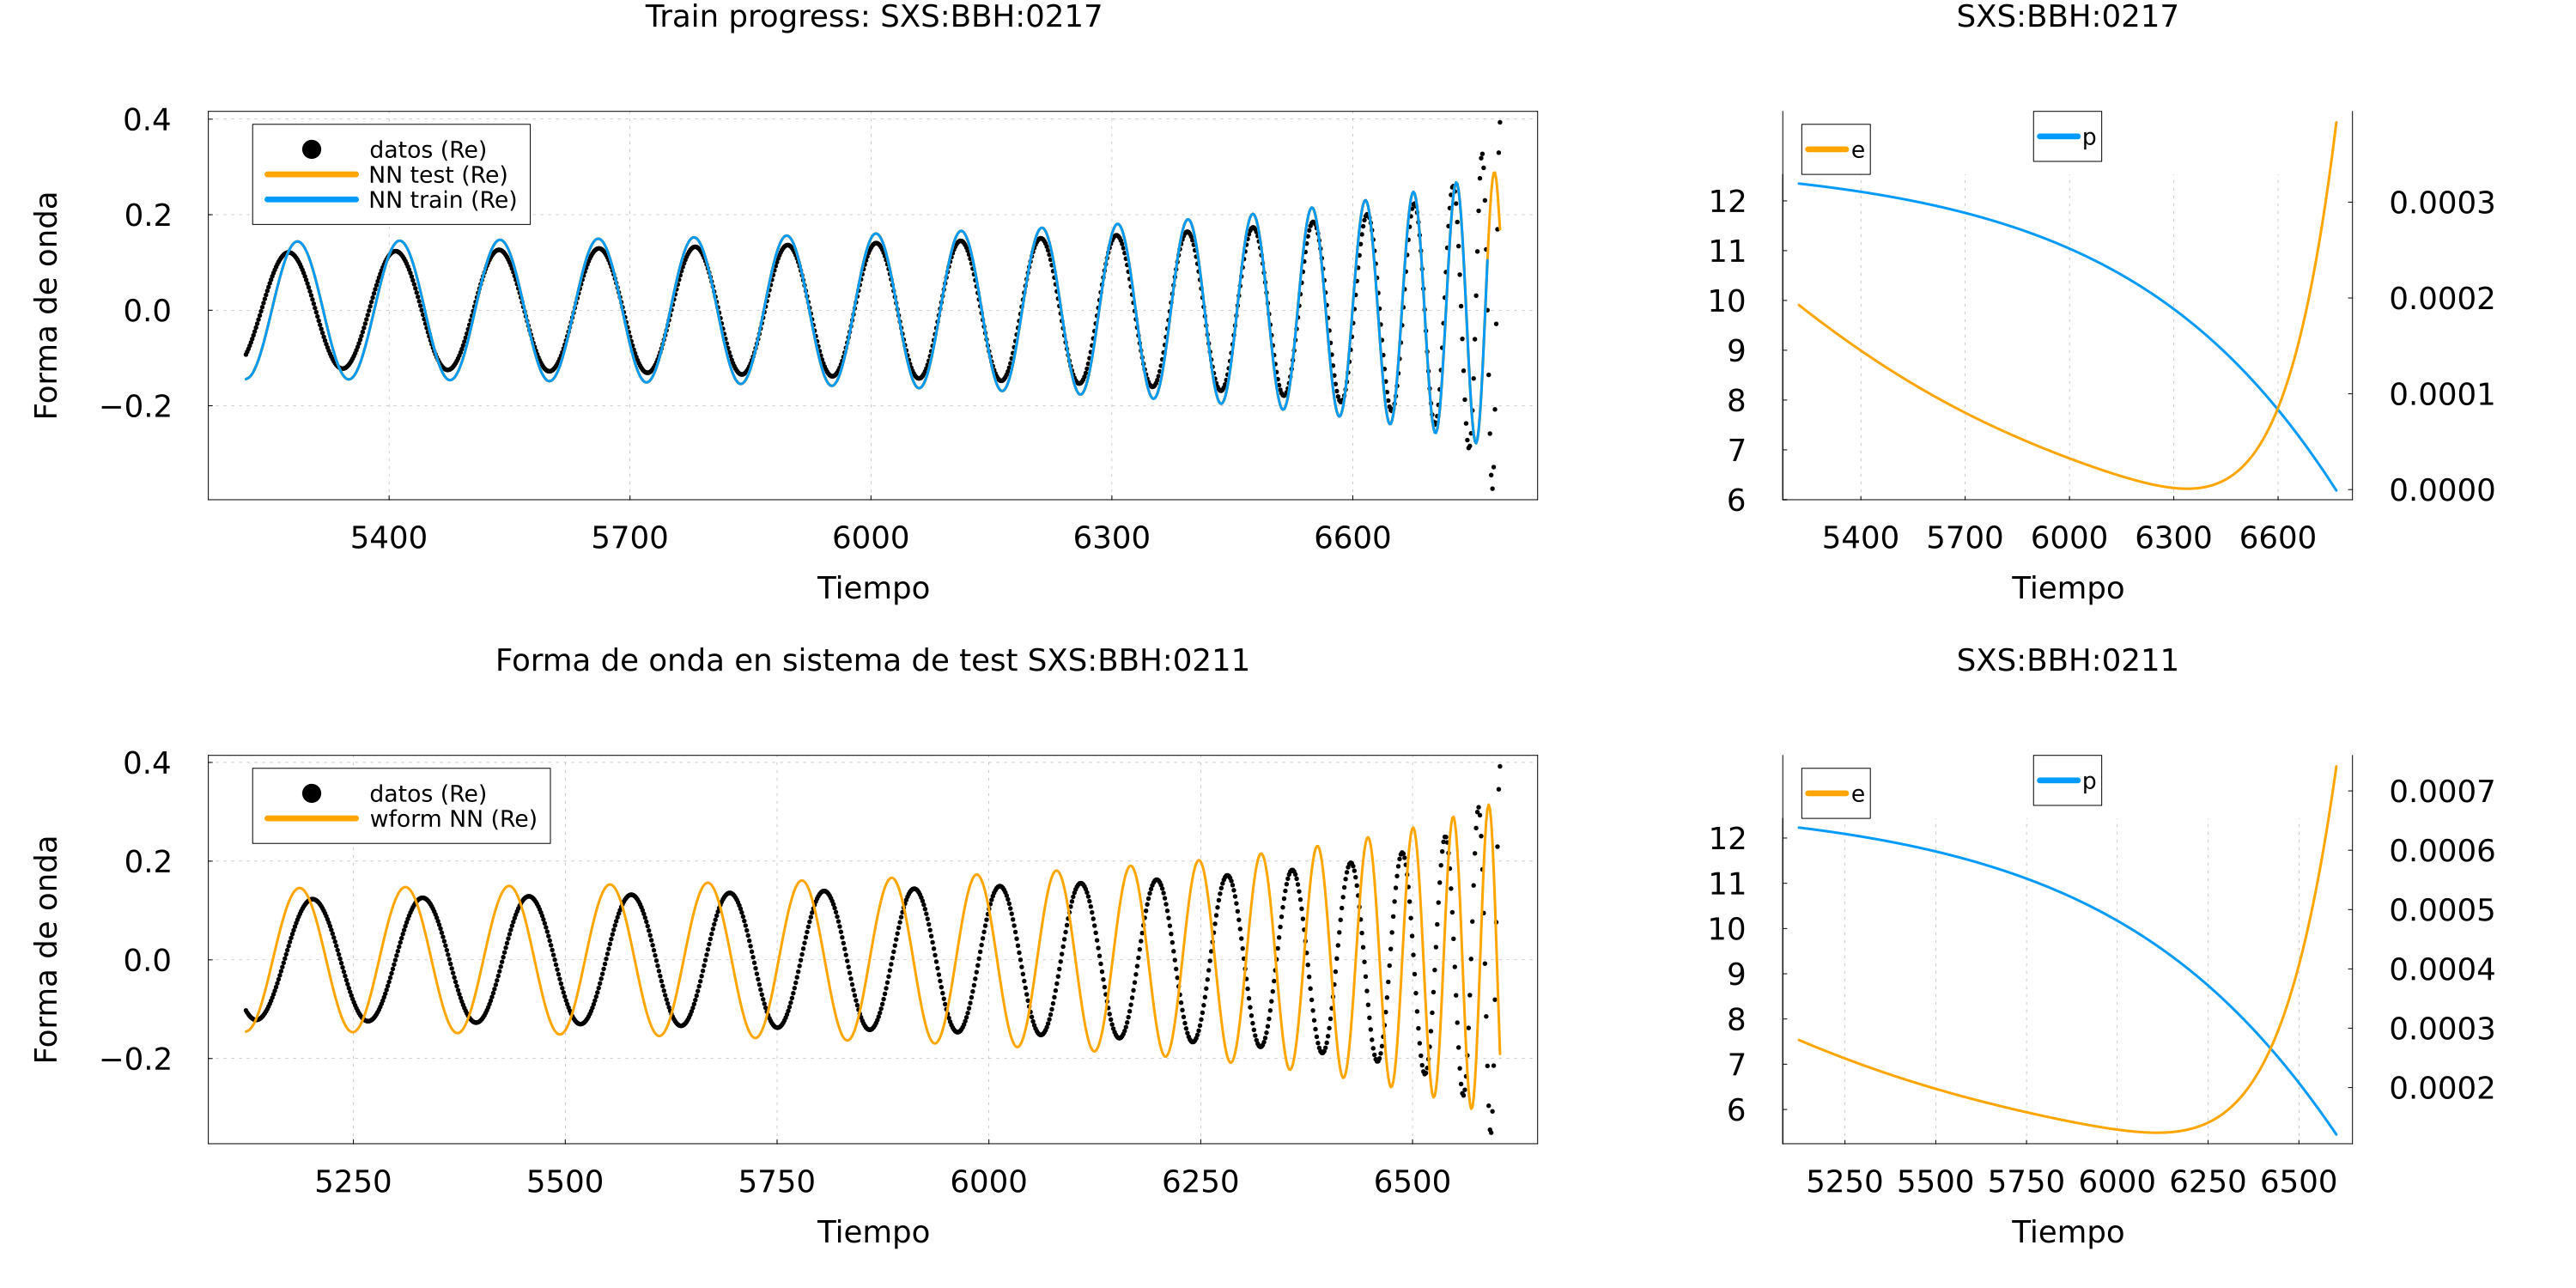 Train progress: SXS:BBH:0217
Forma de onda
0.4
0.2
0.0
−0.2
datos (Re)
NN test (Re)
NN train (Re)
5400 5700 6000 6300 6600
Tiempo
SXS:BBH:0217
e
p
12
11
10
9
8
7
6
0.0003
0.0002
0.0001
0.0000
5400 5700 6000 6300 6600
Tiempo
Forma de onda en sistema de test SXS:BBH:0211
Forma de onda
0.4
0.2
0.0
−0.2
datos (Re)
wform NN (Re)
5250 5500 5750 6000 6250 6500
Tiempo
SXS:BBH:0211
e
p
12
11
10
9
8
7
6
0.0007
0.0006
0.0005
0.0004
0.0003
0.0002
5250 5500 5750 6000 6250 6500
Tiempo